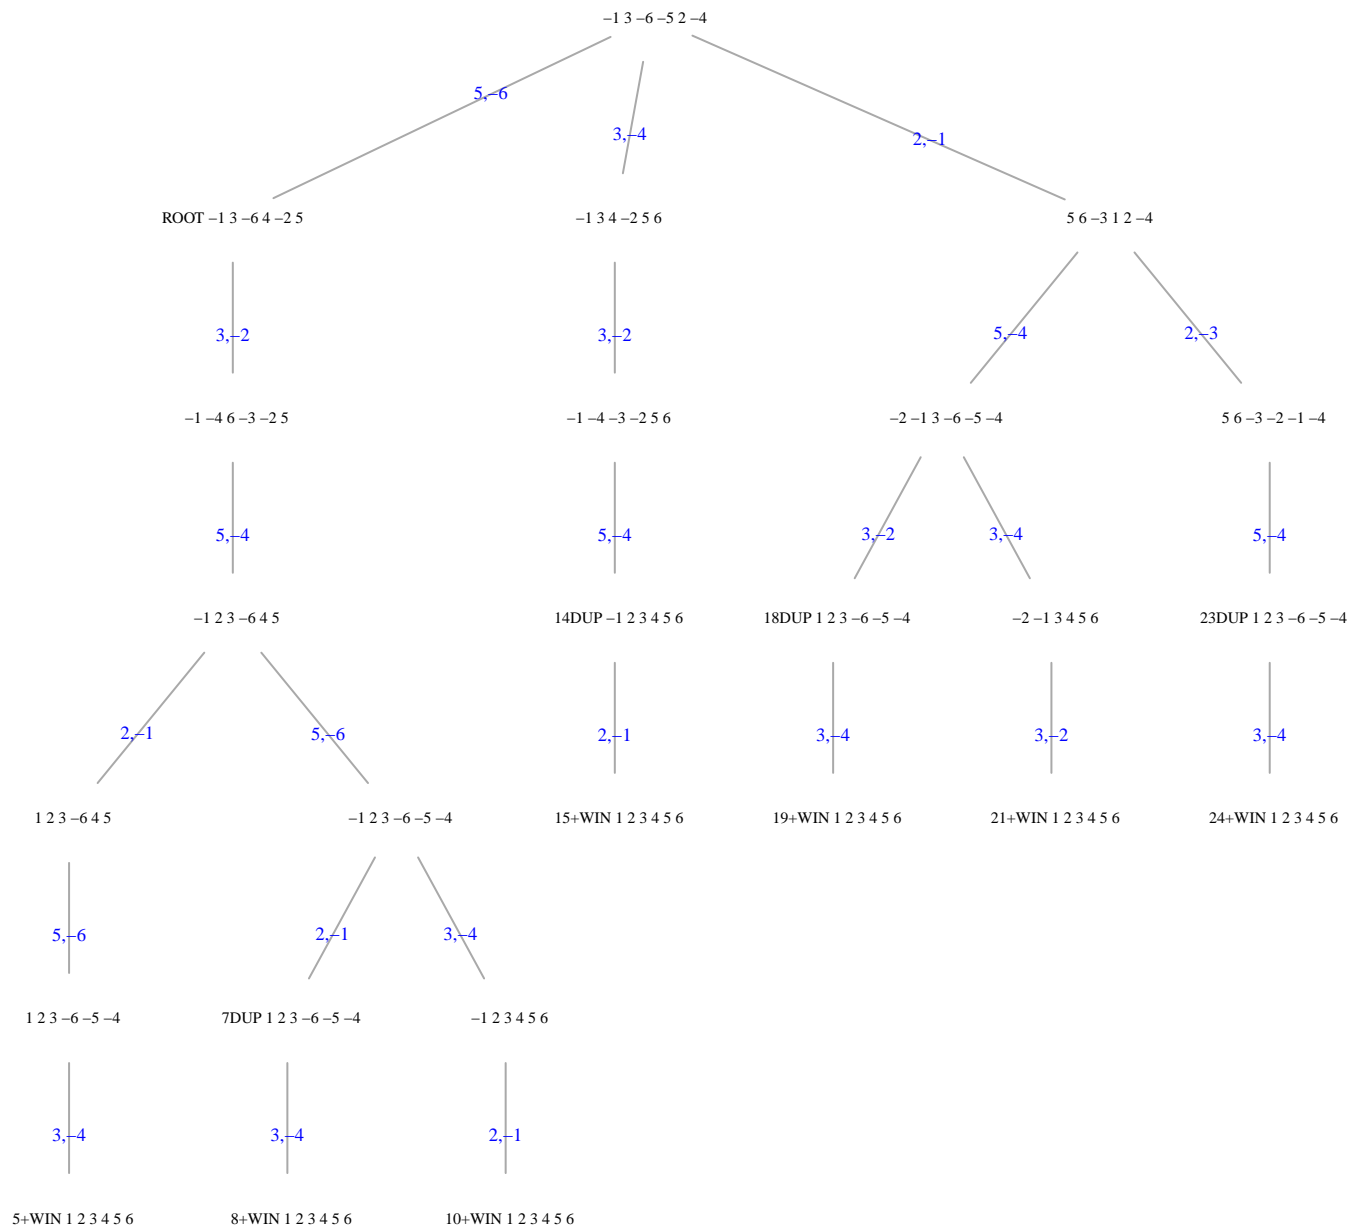 −1 3 −6 −5 2 −4
5,−6
3,−4
2,−1
ROOT −1 3 −6 4 −2 5
−1 3 4 −2 5 6
5 6 −3 1 2 −4
3,−2
3,−2
5,−4
2,−3
−1 −4 6 −3 −2 5
−1 −4 −3 −2 5 6
−2 −1 3 −6 −5 −4
5 6 −3 −2 −1 −4
5,−4
5,−4
3,−2
3,−4
5,−4
−1 2 3 −6 4 5
14DUP −1 2 3 4 5 6
18DUP 1 2 3 −6 −5 −4
−2 −1 3 4 5 6
23DUP 1 2 3 −6 −5 −4
2,−1
5,−6
2,−1
3,−4
3,−2
3,−4
1 2 3 −6 4 5
−1 2 3 −6 −5 −4
15+WIN 1 2 3 4 5 6
19+WIN 1 2 3 4 5 6
21+WIN 1 2 3 4 5 6
24+WIN 1 2 3 4 5 6
5,−6
2,−1
3,−4
1 2 3 −6 −5 −4
7DUP 1 2 3 −6 −5 −4
−1 2 3 4 5 6
3,−4
3,−4
2,−1
5+WIN 1 2 3 4 5 6
8+WIN 1 2 3 4 5 6
10+WIN 1 2 3 4 5 6